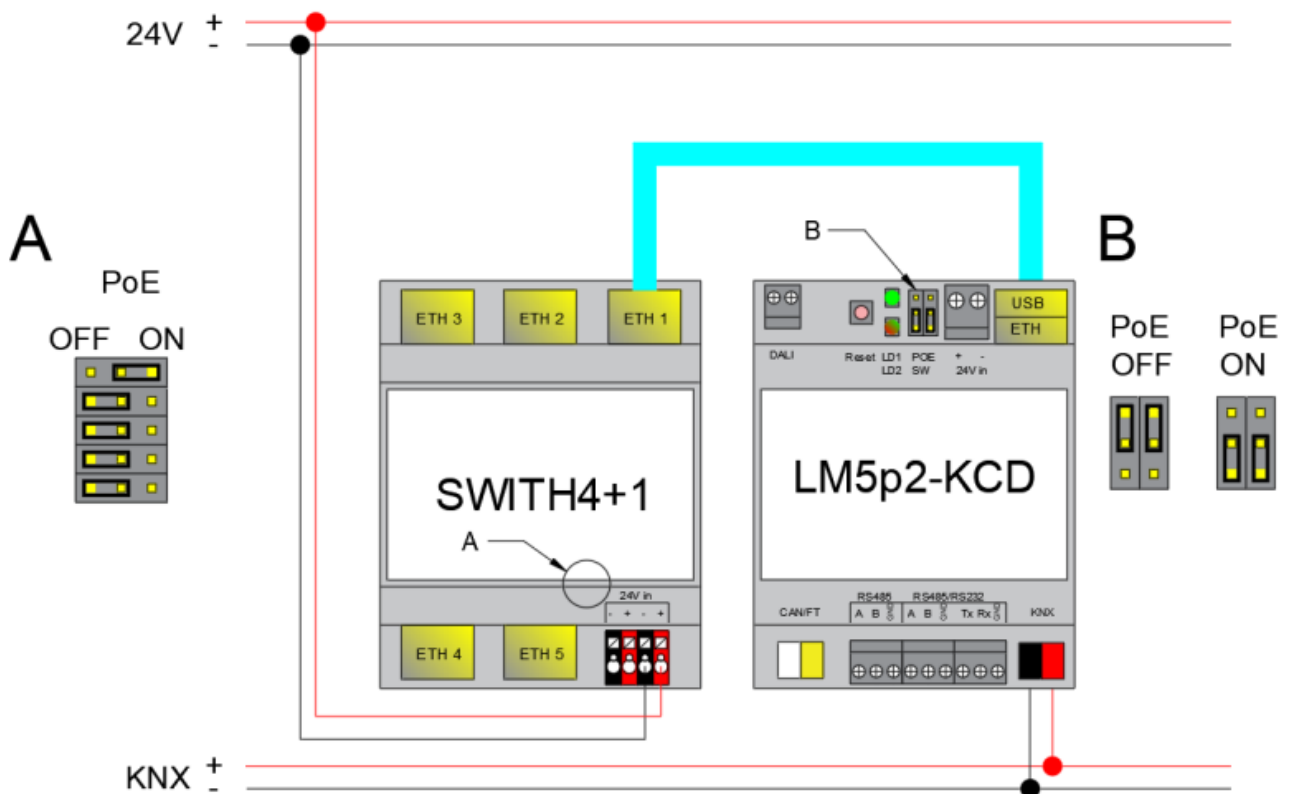 24V + -
A
PoE
OFF ON
B
B
PoE PoE
OFF ON
ETH 3 ETH 2 ETH 1
USB
ETH
DALI Reset LD1 POE + -
LD2 SW 24V in
SWITH4+1
LM5p2-KCD
A
24V in
- + - +
RS485 RS485/RS232
CAN/FT A B A B Tx Rx KNX
ETH 4 ETH 5
KNX + -